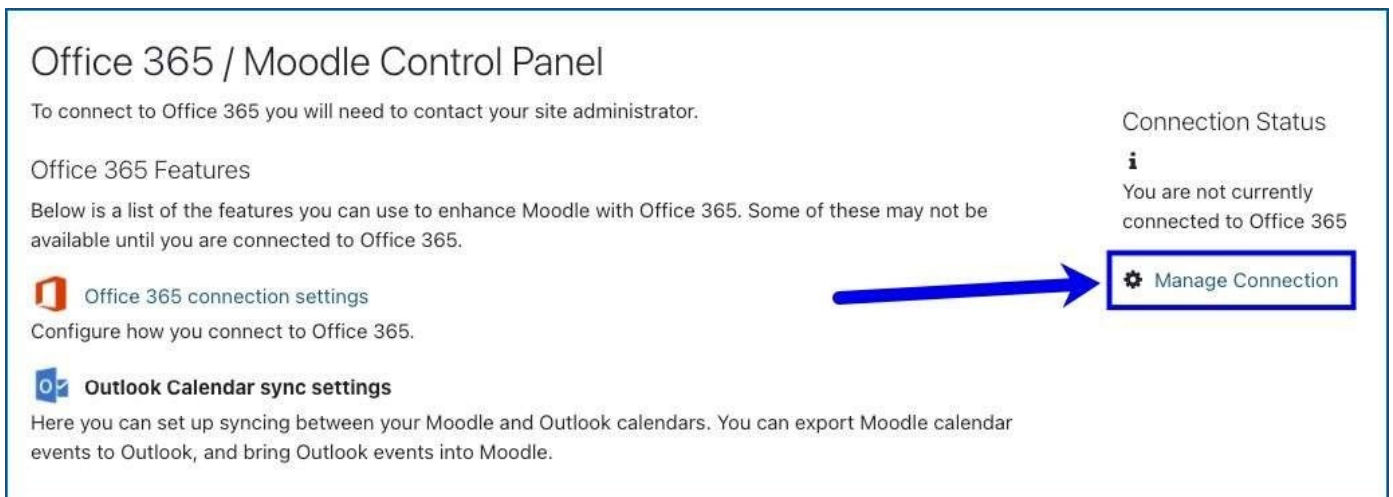 Office 365 / Moodle Control Panel
To connect to Office 365 you will need to contact your site administrator.
Office 365 Features
Below is a list of the features you can use to enhance Moodle with Office 365. Some of these may not be
available until you are connected to Office 365.
Office 365 connection settings
Configure how you connect to Office 365.
Outlook Calendar sync settings
Here you can set up syncing between your Moodle and Outlook calendars. You can export Moodle calendar
events to Outlook, and bring Outlook events into Moodle.
Connection Status
You are not currently
connected to Office 365
Manage Connection